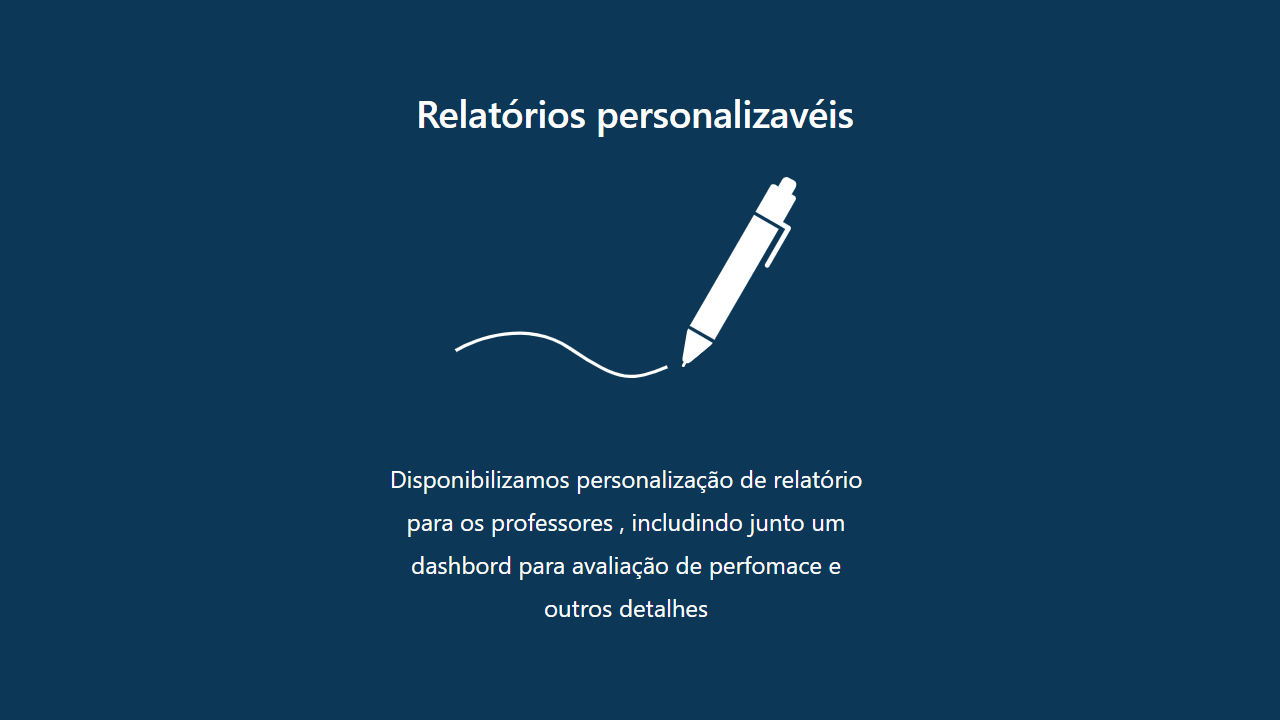 Relatórios personalizavéis
Disponibilizamos personalização de relatório
para os professores , includindo junto um
dashbord para avaliação de perfomace e
outros detalhes